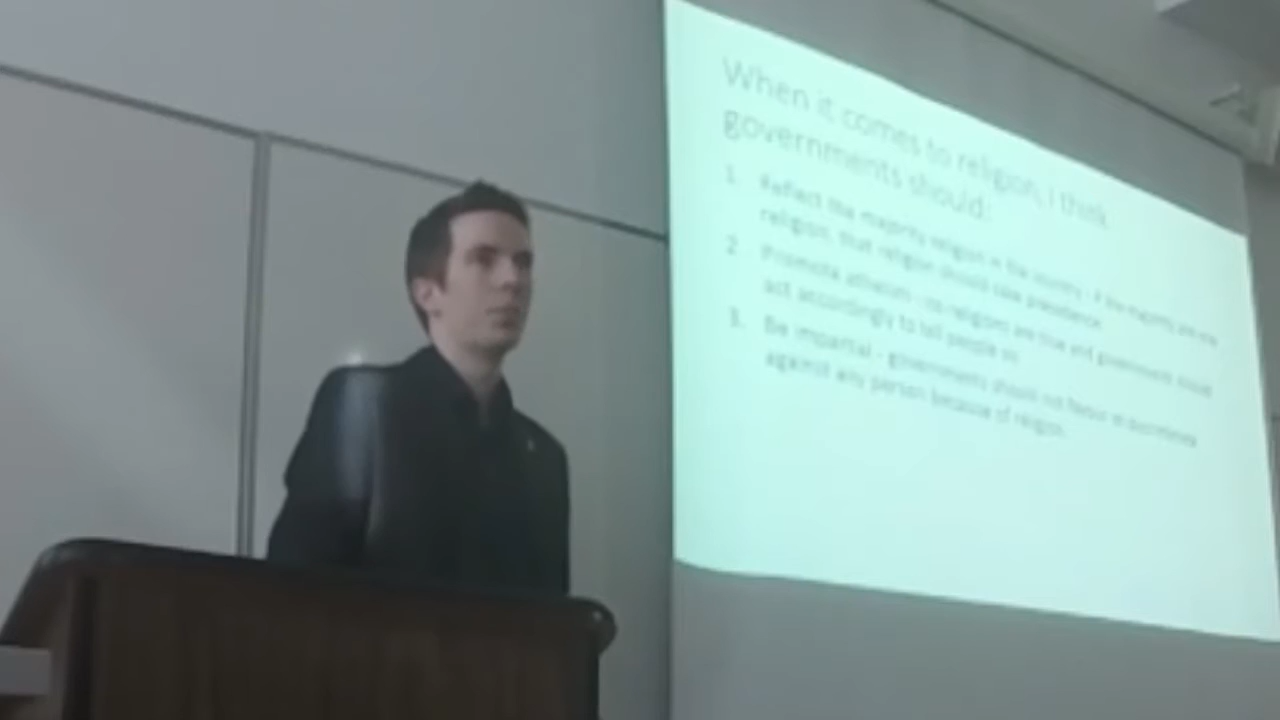 When it comes to religion, I think
governments should:
1. Reflect the majority religion in the country - if the majority are one
religion, that religion should take precedence
2. Promote atheism - no religions are true and governments should
act accordingly to tell people so
3. Be impartial - governments should not favour or discriminate
against any person because of religion.